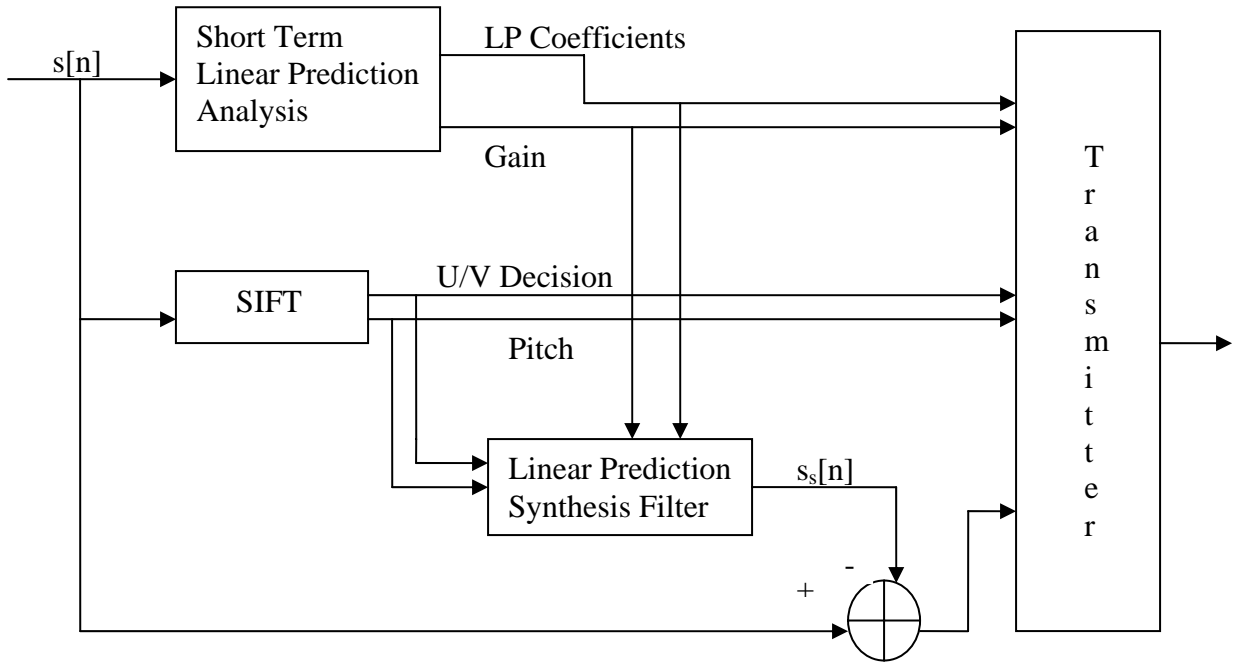 s[n]
Short Term
Linear Prediction
Analysis
LP Coefficients
Gain
SIFT
U/V Decision
Pitch
Linear Prediction
Synthesis Filter
sₛ[n]
-
+
T
r
a
n
s
m
i
t
t
e
r